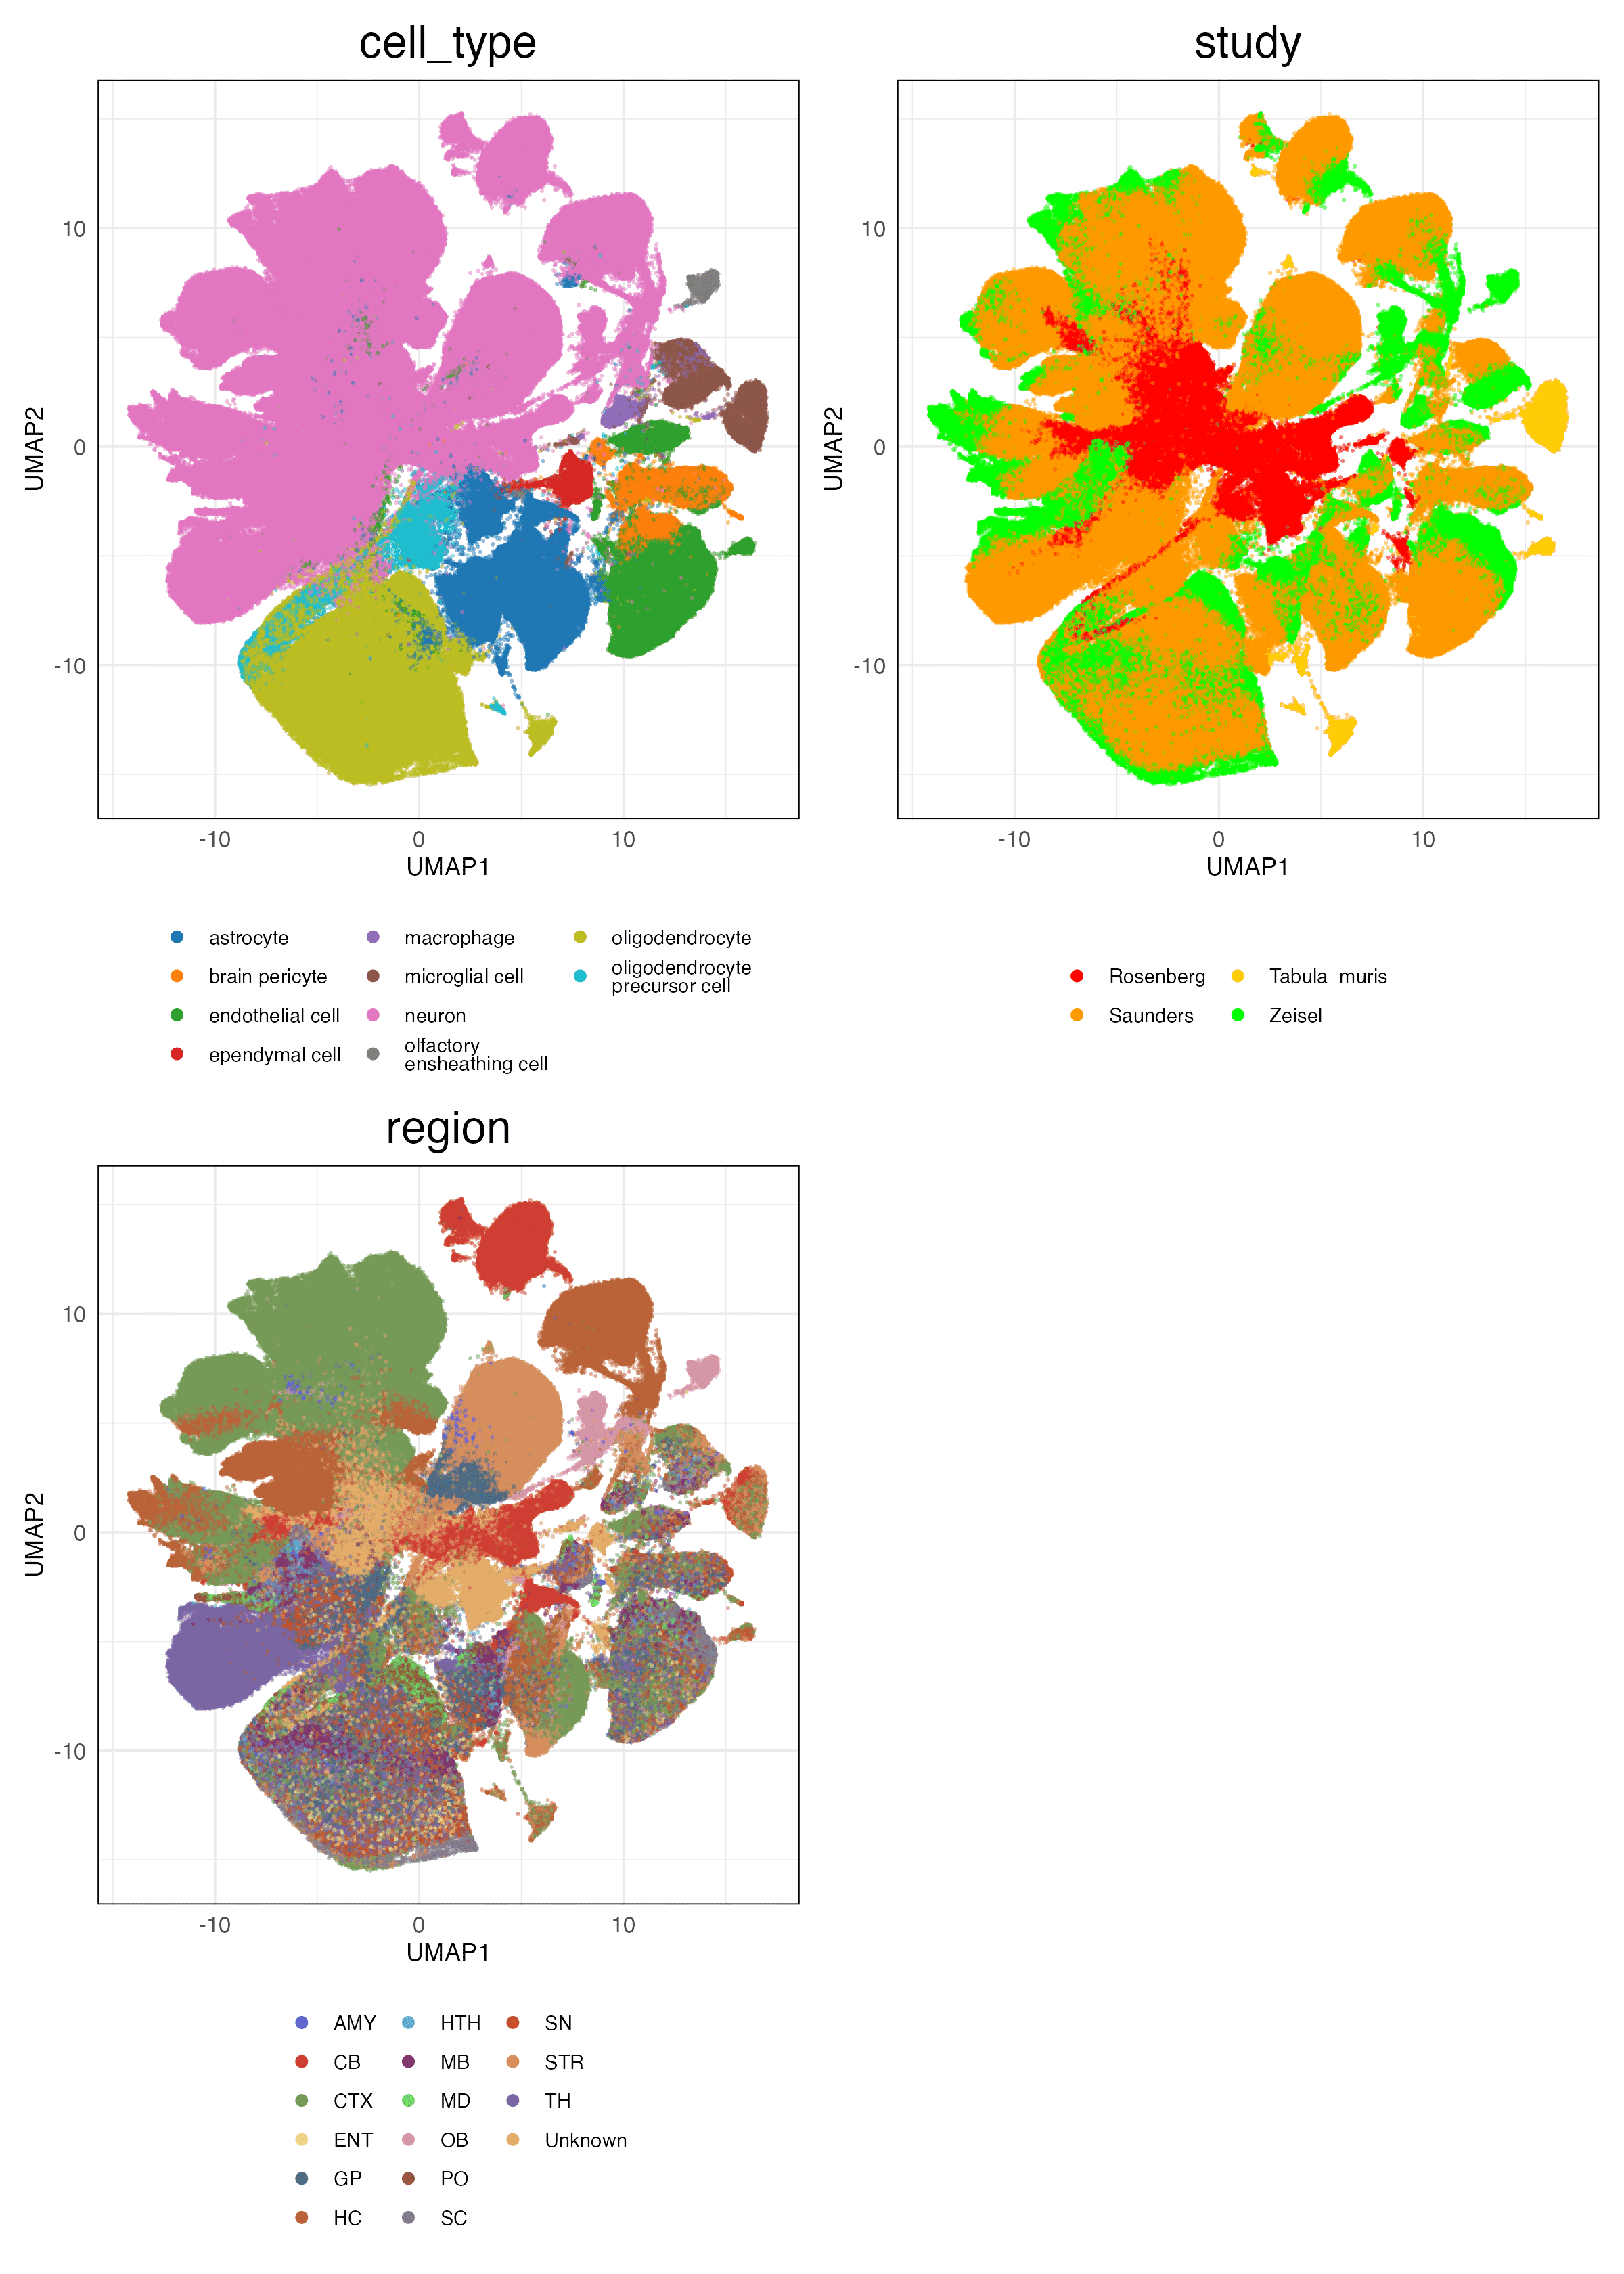 cell_type
study
10
0
-10
UMAP2
-10
0
10
UMAP1
10
0
-10
UMAP2
-10
0
10
UMAP1
astrocyte
brain pericyte
endothelial cell
ependymal cell
macrophage
microglial cell
neuron
olfactory
ensheathing cell
oligodendrocyte
oligodendrocyte
precursor cell
Rosenberg
Saunders
Tabula_muris
Zeisel
region
10
0
-10
UMAP2
-10
0
10
UMAP1
AMY
CB
CTX
ENT
GP
HC
HTH
MB
MD
OB
PO
SC
SN
STR
TH
Unknown